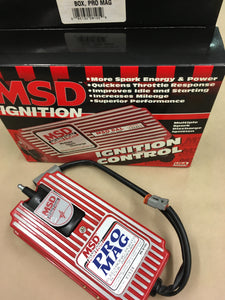 BOX, PRO MAG
MSD
IGNITION
•More Spark Energy & Power
•Quickens Throttle Response
•Improves Idle and Starting
•Increases Mileage
•Superior Performance
Multiple
Spark
Discharge
IGNITION
CONTROL
MSD
MSD
PRO
MAG